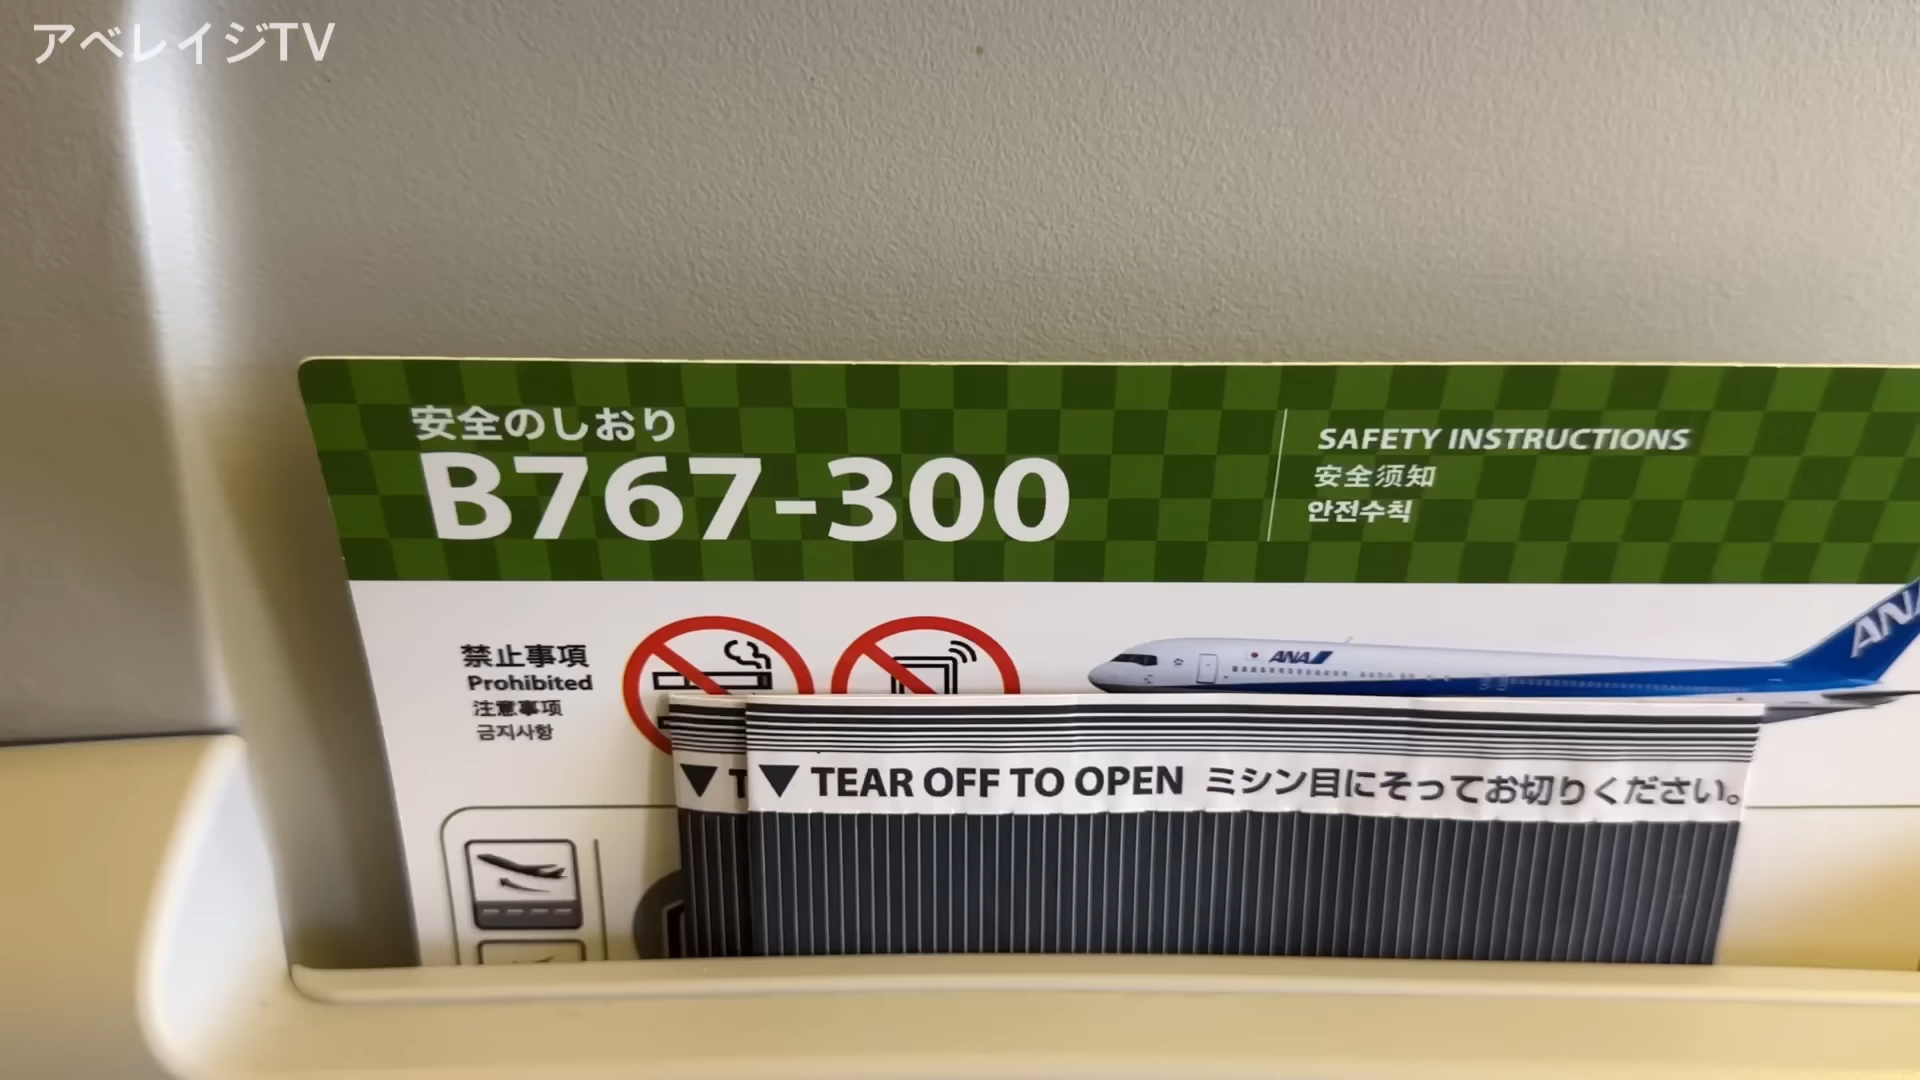 アベレイジTV
安全のしおり
B767-300
SAFETY INSTRUCTIONS
安全须知
안전수칙
禁止事項
Prohibited
注意事项
금지사항
ANA
ANA
▼ T
▼ TEAR OFF TO OPEN ミシン目にそってお切りください。